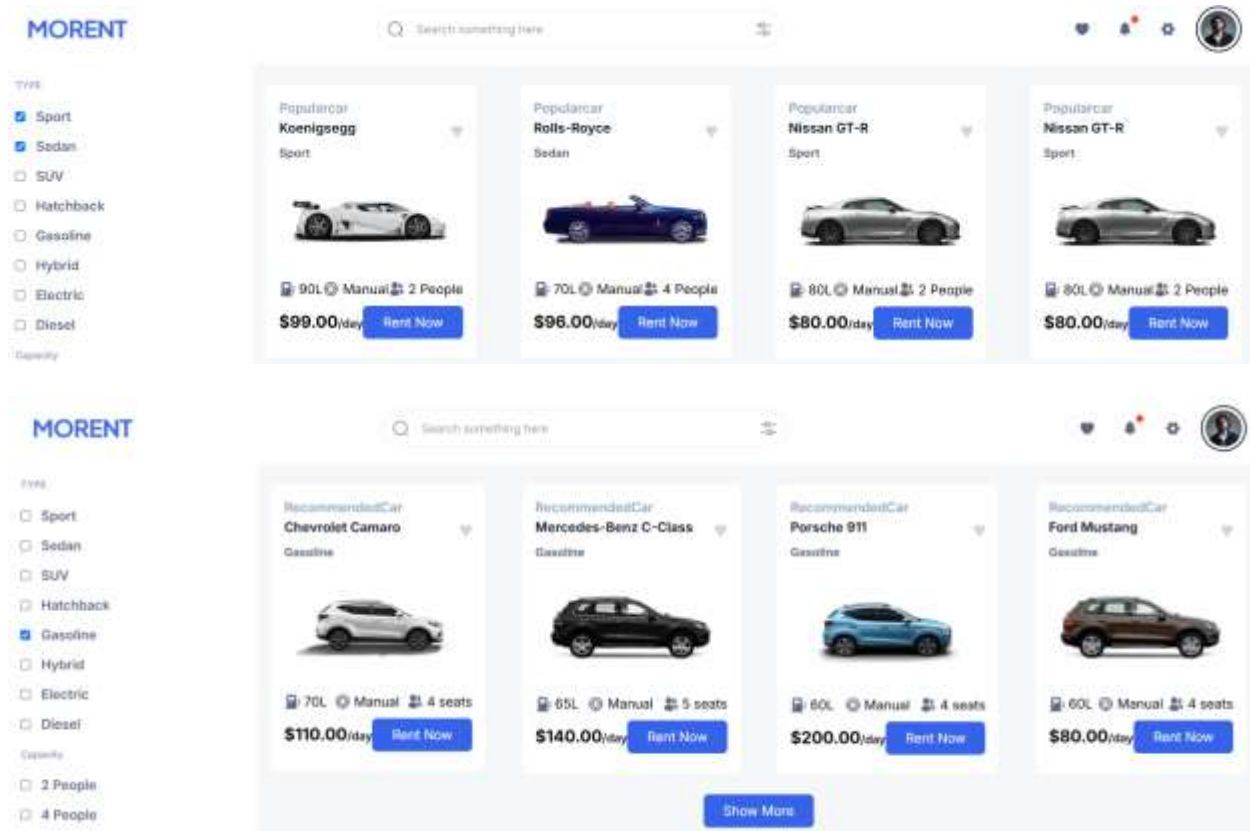 MORENT
Search something here
TYPE
Sport
Sedan
SUV
Hatchback
Gasoline
Hybrid
Electric
Diesel
Capacity
Popularcar
Koenigsegg
Sport
90L Manual 2 People
$99.00/day Rent Now
Popularcar
Rolls-Royce
Sedan
70L Manual 4 People
$96.00/day Rent Now
Popularcar
Nissan GT-R
Sport
80L Manual 2 People
$80.00/day Rent Now
Popularcar
Nissan GT-R
Sport
80L Manual 2 People
$80.00/day Rent Now
MORENT
Search something here
TYPE
Sport
Sedan
SUV
Hatchback
Gasoline
Hybrid
Electric
Diesel
Capacity
2 People
4 People
RecommendedCar
Chevrolet Camaro
Gasoline
70L Manual 4 seats
$110.00/day Rent Now
RecommendedCar
Mercedes-Benz C-Class
Gasoline
65L Manual 5 seats
$140.00/day Rent Now
RecommendedCar
Porsche 911
Gasoline
60L Manual 4 seats
$200.00/day Rent Now
RecommendedCar
Ford Mustang
Gasoline
60L Manual 4 seats
$80.00/day Rent Now
Show More